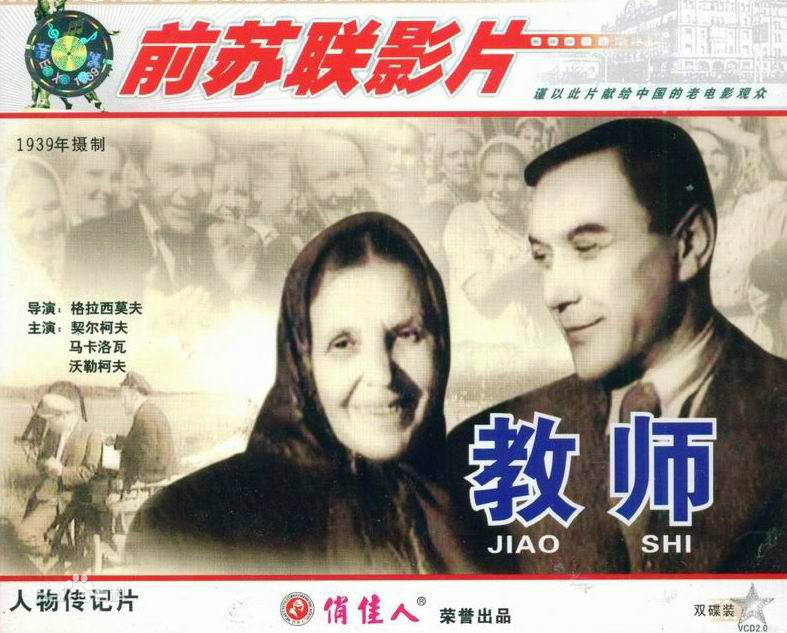 前苏联影片
谨以此片献给中国的老电影观众
1939年摄制
导演：格拉西莫夫
主演：契尔柯夫
马卡洛瓦
沃勒柯夫
教师
JIAO SHI
人物传记片
俏佳人® 荣誉出品
双碟装
VCD2.0